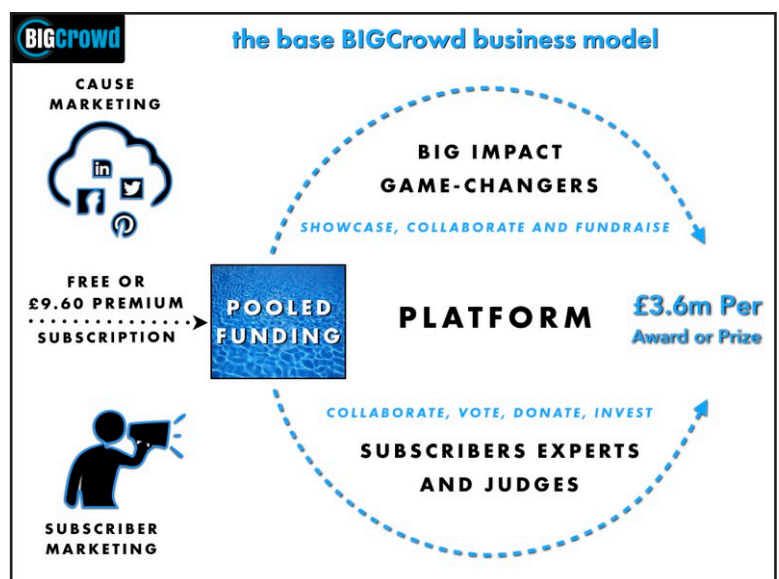 BIGCrowd
the base BIGCrowd business model
CAUSE
MARKETING
in
FREE OR
£9.60 PREMIUM
SUBSCRIPTION
SUBSCRIBER
MARKETING
POOLED
FUNDING
BIG IMPACT
GAME-CHANGERS
SHOWCASE, COLLABORATE AND FUNDRAISE
PLATFORM
£3.6m Per
Award or Prize
COLLABORATE, VOTE, DONATE, INVEST
SUBSCRIBERS EXPERTS
AND JUDGES